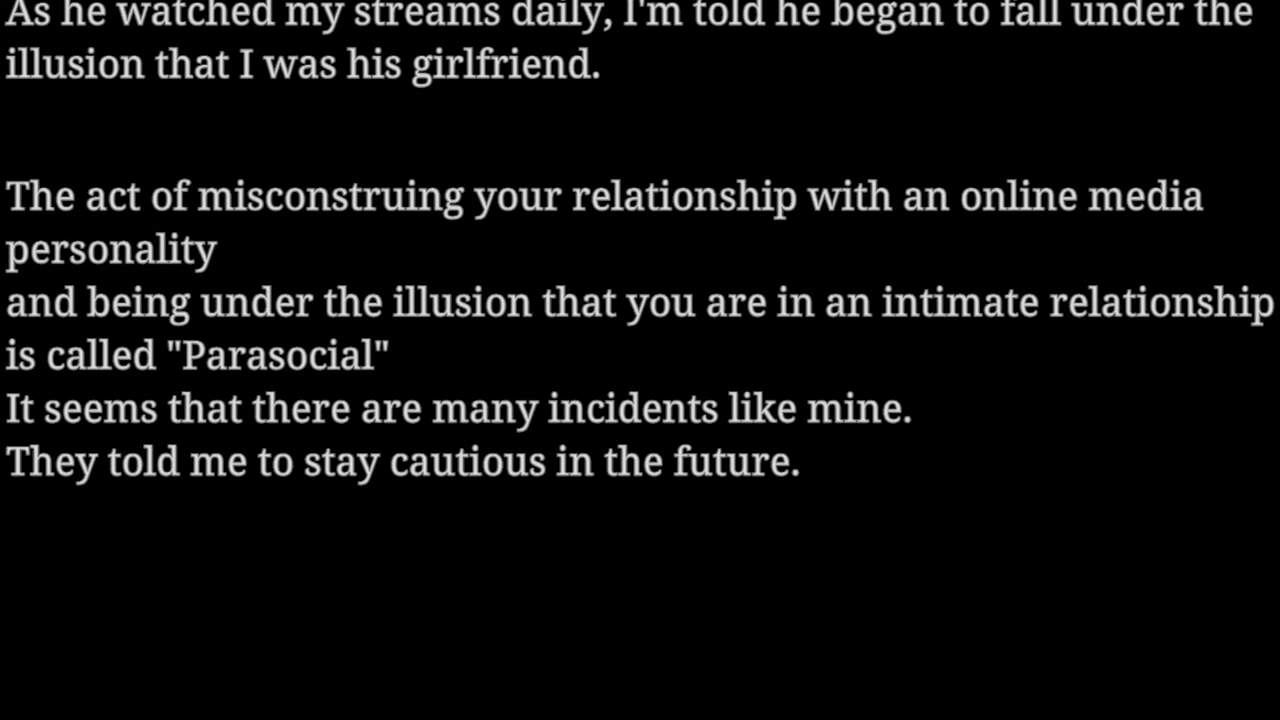 As he watched my streams daily, I'm told he began to fall under the
illusion that I was his girlfriend.
The act of misconstruing your relationship with an online media
personality
and being under the illusion that you are in an intimate relationship
is called "Parasocial"
It seems that there are many incidents like mine.
They told me to stay cautious in the future.